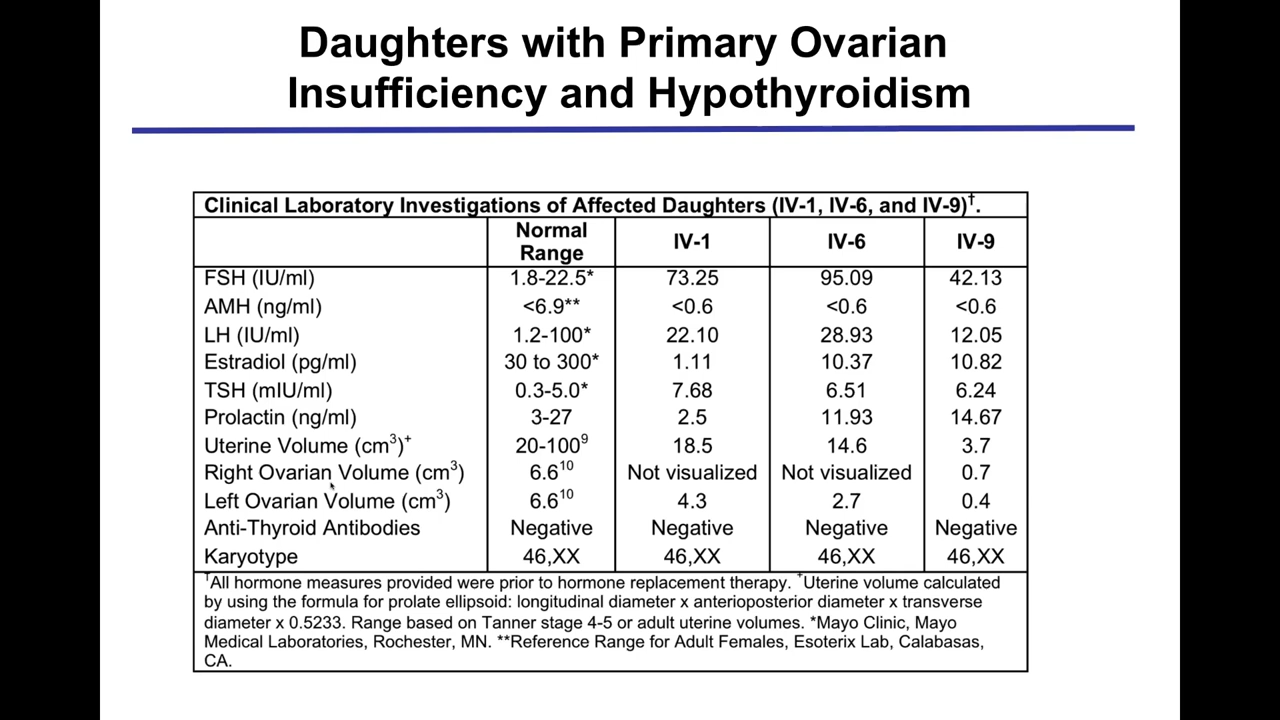 Daughters with Primary Ovarian
Insufficiency and Hypothyroidism
Clinical Laboratory Investigations of Affected Daughters (IV-1, IV-6, and IV-9)†.
Normal Range IV-1 IV-6 IV-9
FSH (IU/ml) 1.8-22.5* 73.25 95.09 42.13
AMH (ng/ml) <6.9** <0.6 <0.6 <0.6
LH (IU/ml) 1.2-100* 22.10 28.93 12.05
Estradiol (pg/ml) 30 to 300* 1.11 10.37 10.82
TSH (mIU/ml) 0.3-5.0* 7.68 6.51 6.24
Prolactin (ng/ml) 3-27 2.5 11.93 14.67
Uterine Volume (cm³)⁺ 20-100⁹ 18.5 14.6 3.7
Right Ovarian Volume (cm³) 6.6¹⁰ Not visualized Not visualized 0.7
Left Ovarian Volume (cm³) 6.6¹⁰ 4.3 2.7 0.4
Anti-Thyroid Antibodies Negative Negative Negative Negative
Karyotype 46,XX 46,XX 46,XX 46,XX
†All hormone measures provided were prior to hormone replacement therapy. ⁺Uterine volume calculated
by using the formula for prolate ellipsoid: longitudinal diameter x anterioposterior diameter x transverse
diameter x 0.5233. Range based on Tanner stage 4-5 or adult uterine volumes. *Mayo Clinic, Mayo
Medical Laboratories, Rochester, MN. **Reference Range for Adult Females, Esoterix Lab, Calabasas,
CA.